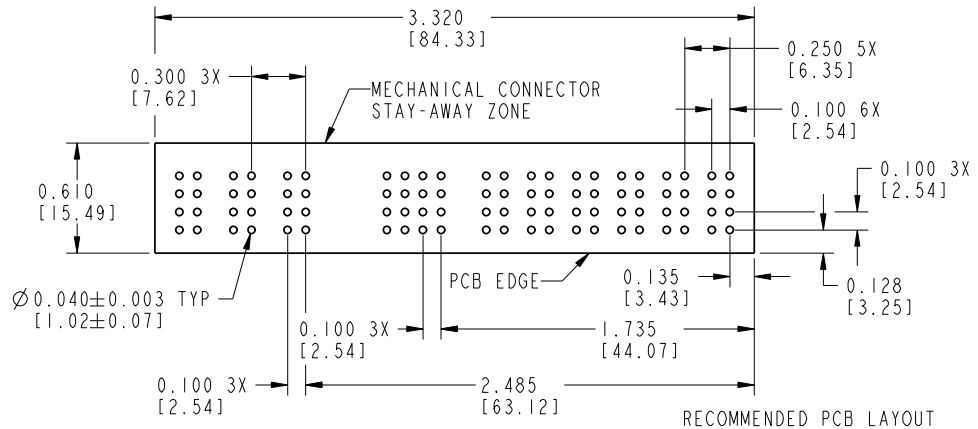 3.320
[84.33]
0.250 5X
[6.35]
0.300 3X
[7.62]
MECHANICAL CONNECTOR
STAY-AWAY ZONE
0.100 6X
[2.54]
0.100 3X
[2.54]
0.610
[15.49]
PCB EDGE
0.135
[3.43]
0.128
[3.25]
Ø0.040±0.003 TYP
[1.02±0.07]
0.100 3X
[2.54]
1.735
[44.07]
0.100 3X
[2.54]
2.485
[63.12]
RECOMMENDED PCB LAYOUT